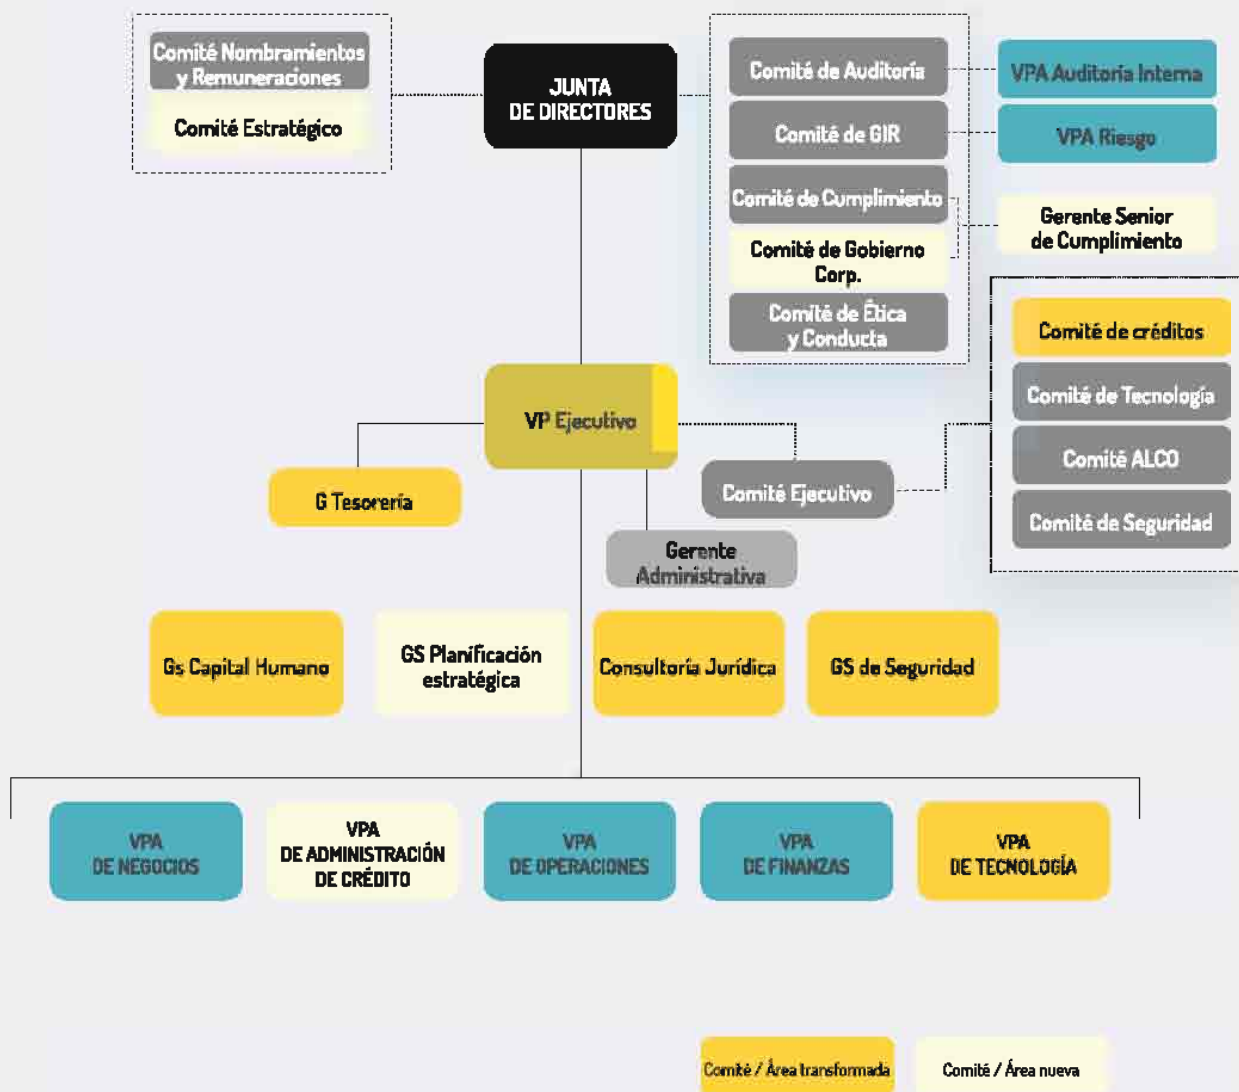 Comité Nombramientos
y Remuneraciones
Comité Estratégico
JUNTA
DE DIRECTORES
Comité de Auditoría
VPA Auditoría Interna
Comité de GIR
VPA Riesgo
Comité de Cumplimiento
Comité de Gobierno
Corp.
Gerente Senior
de Cumplimiento
Comité de Ética
y Conducta
Comité de créditos
Comité de Tecnología
Comité ALCO
Comité de Seguridad
VP Ejecutivo
G Tesorería
Comité Ejecutivo
Gerente
Administrativa
Gs Capital Humano
GS Planificación
estratégica
Consultoría Jurídica
GS de Seguridad
VPA
DE NEGOCIOS
VPA
DE ADMINISTRACIÓN
DE CRÉDITO
VPA
DE OPERACIONES
VPA
DE FINANZAS
VPA
DE TECNOLOGÍA
Comité / Área transformada
Comité / Área nueva